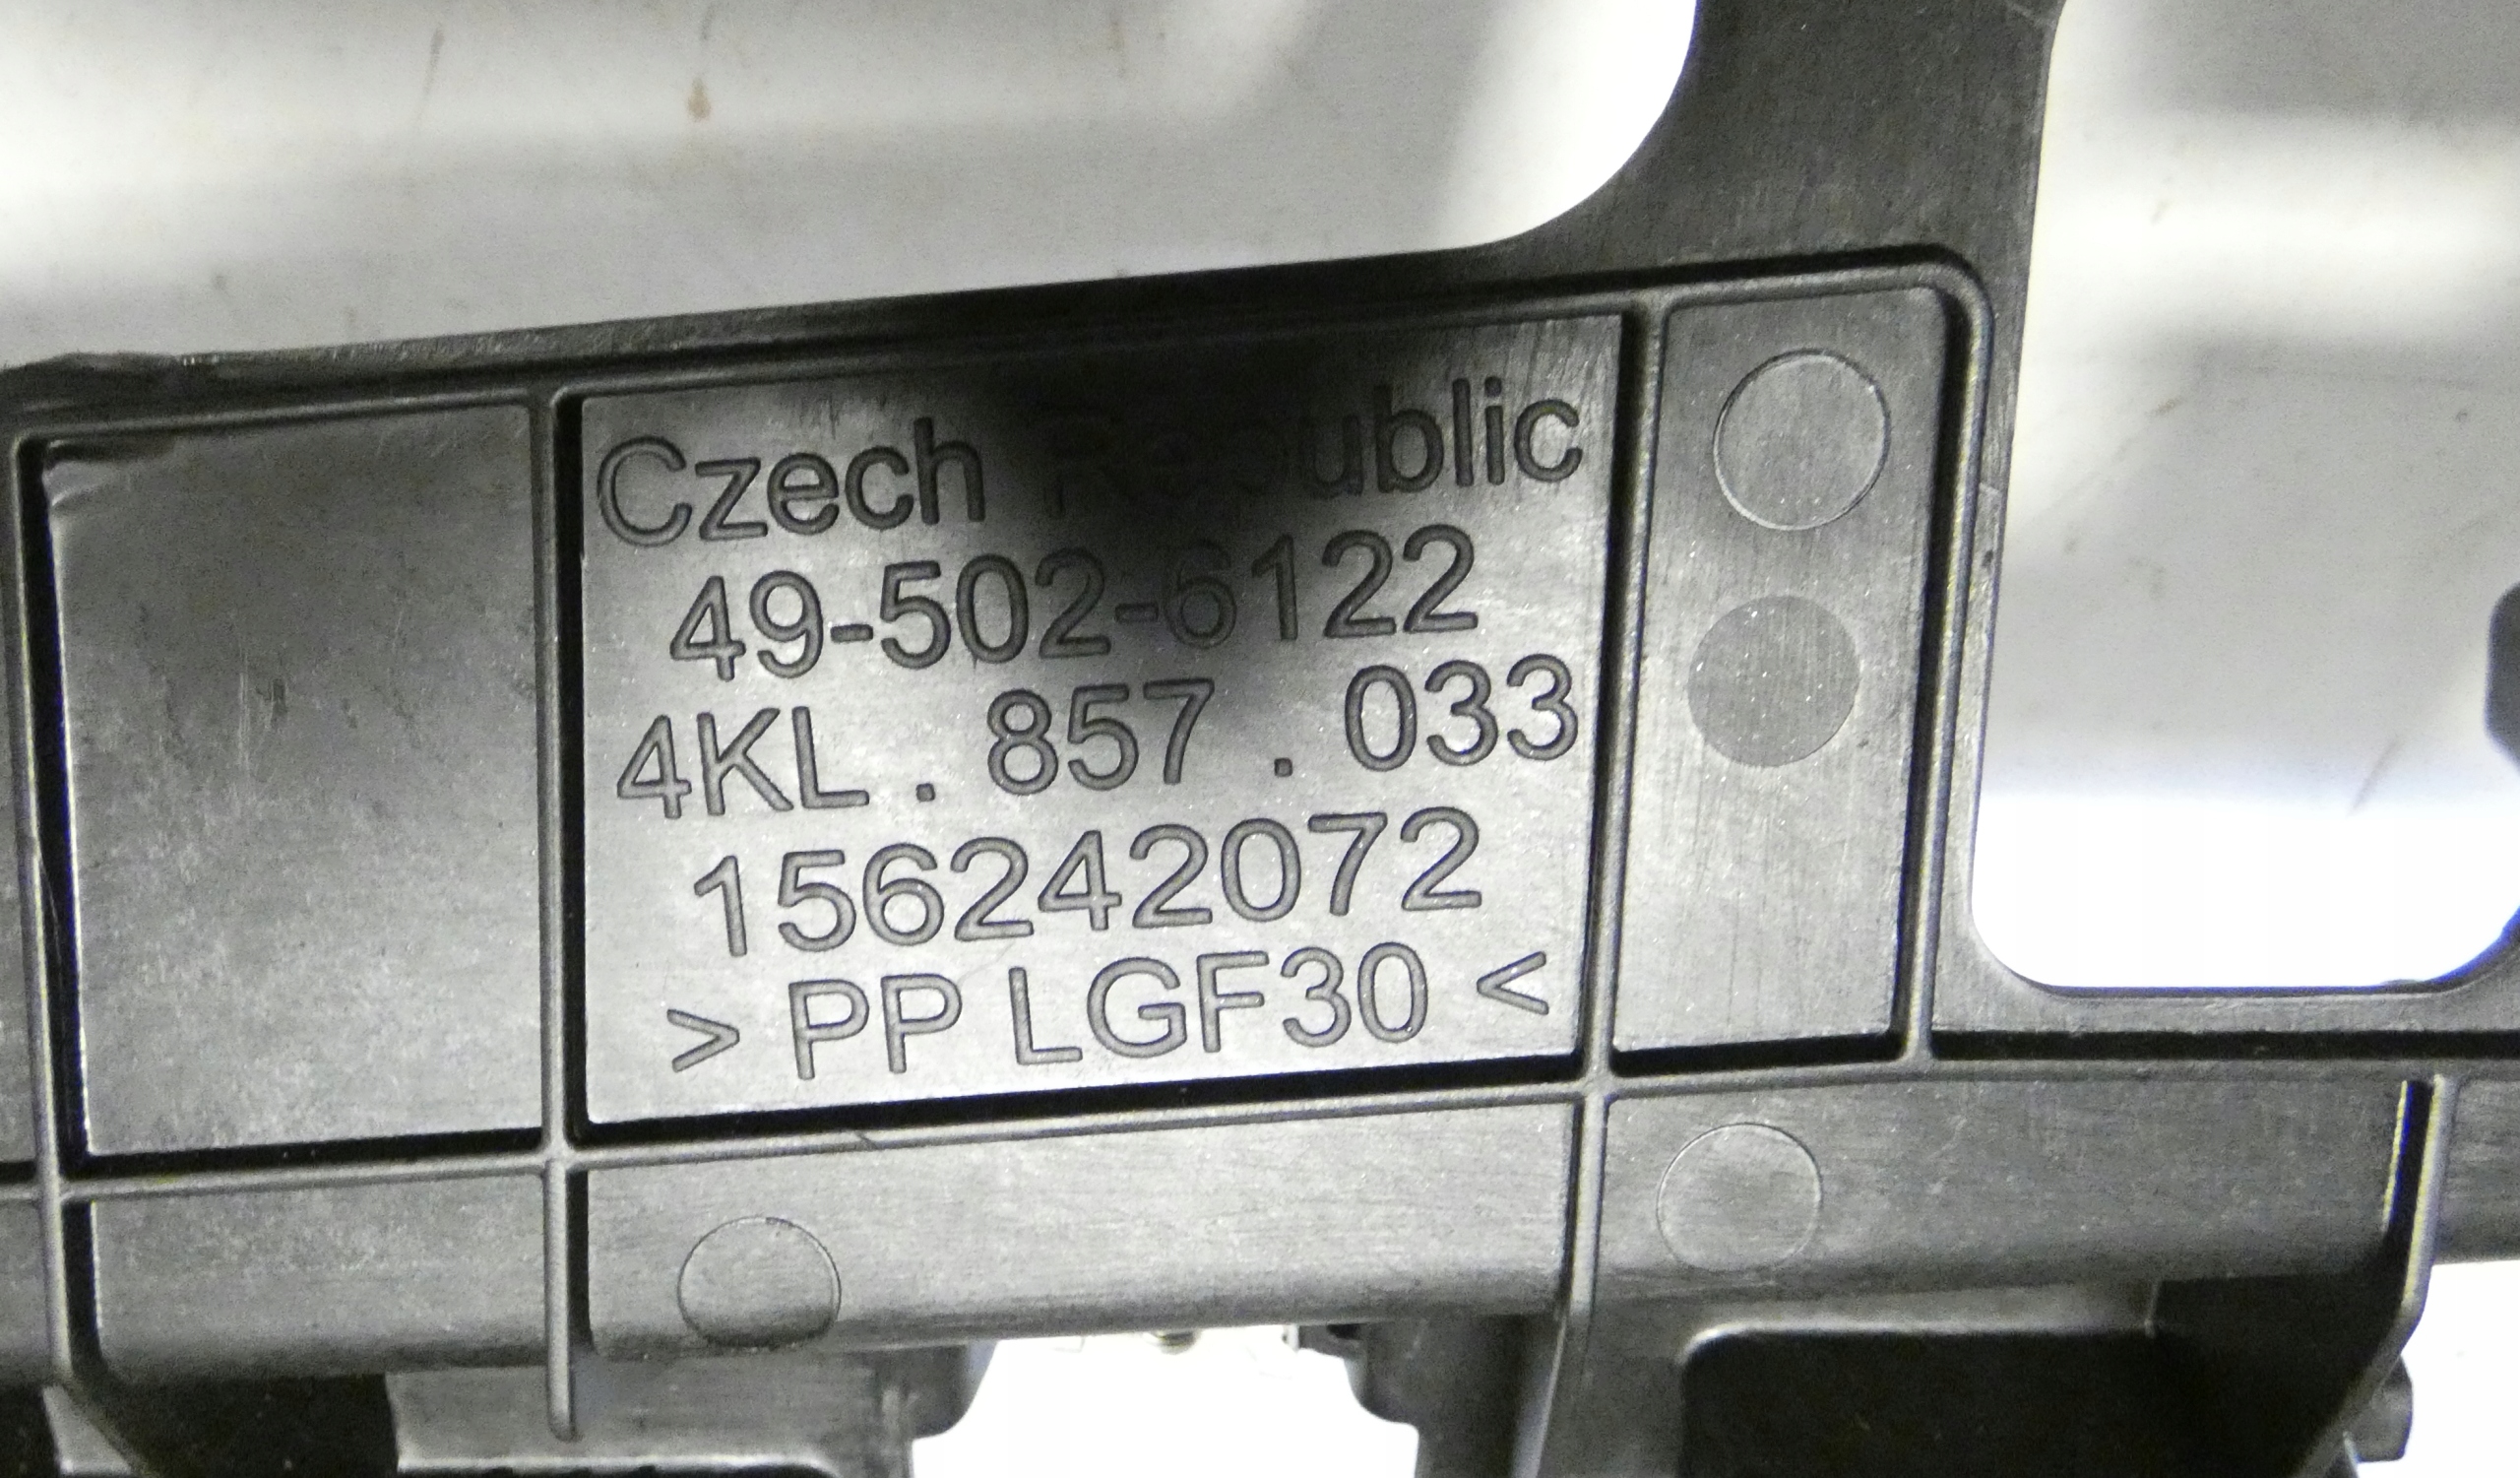 Czech Republic
49-502-6122
4KL . 857 . 033
156242072
> PP LGF30 <